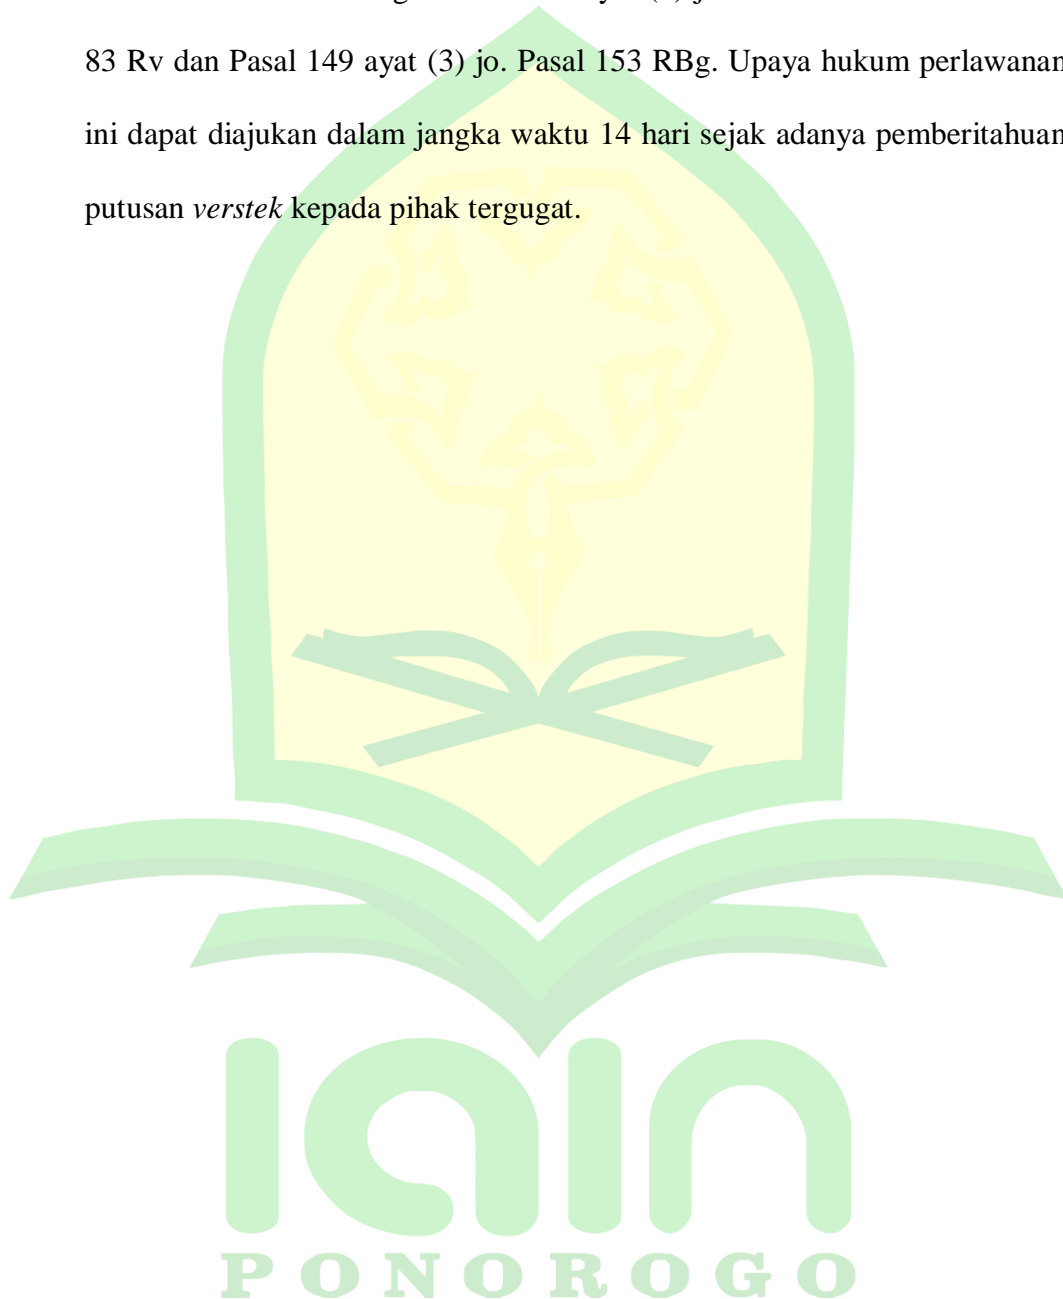 83 Rv dan Pasal 149 ayat (3) jo. Pasal 153 RBg. Upaya hukum perlawanan
ini dapat diajukan dalam jangka waktu 14 hari sejak adanya pemberitahuan
putusan verstek kepada pihak tergugat.
IAIN
PONOROGO